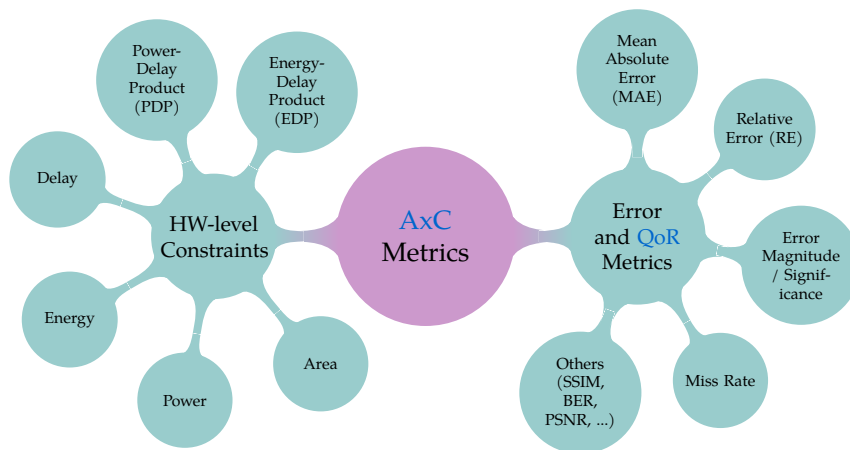 AxC
Metrics
HW-level
Constraints
Power-
Delay
Product
(PDP)
Energy-
Delay
Product
(EDP)
Delay
Energy
Power
Area
Error
and QoR
Metrics
Mean
Absolute
Error
(MAE)
Relative
Error (RE)
Error
Magnitude
/ Signif-
icance
Miss Rate
Others
(SSIM,
BER,
PSNR, ...)